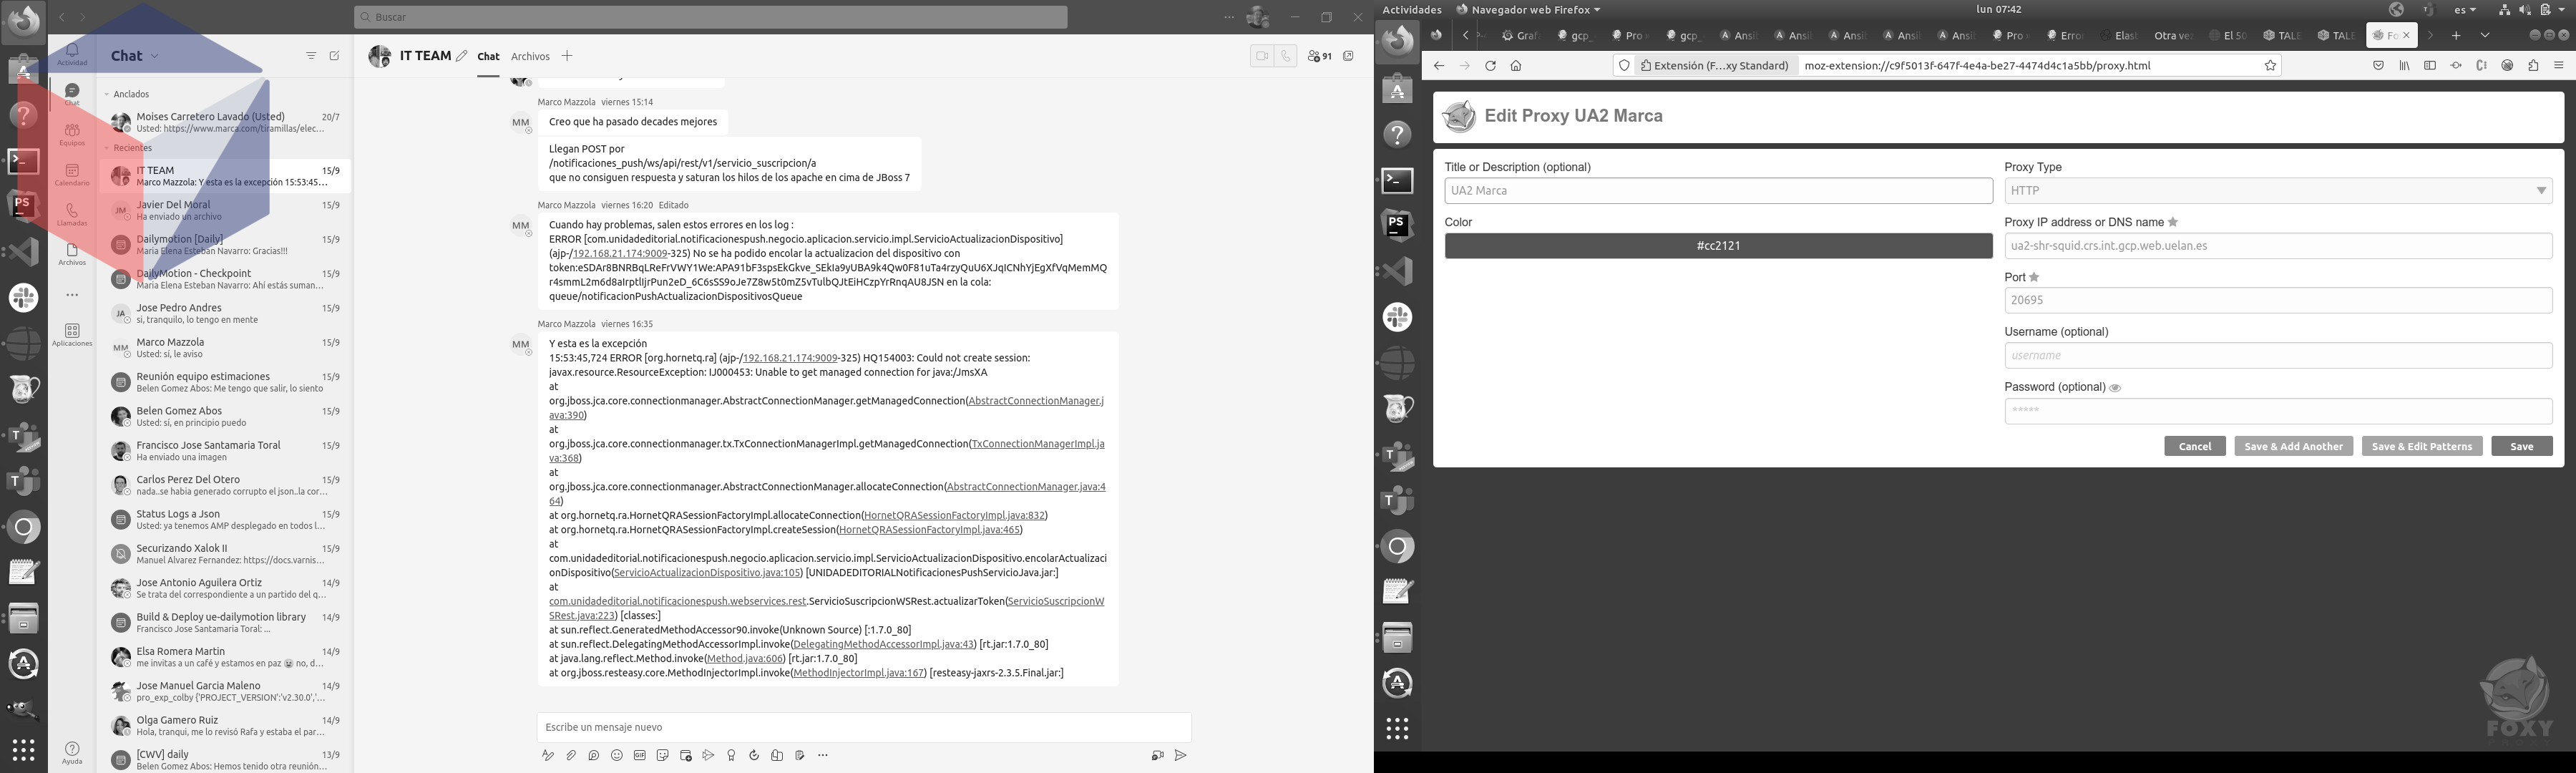 Buscar
Actividad
Chat
Equipos
Calendario
Llamadas
Archivos
Aplicaciones
Ayuda
Chat
Anclados
Moises Carretero Lavado (Usted) 20/7
Usted: https://www.marca.com/tiramillas/elec...
Recientes
IT TEAM 15/9
Marco Mazzola: Y esta es la excepción 15:53:45...
JM
Javier Del Moral 15/9
Ha enviado un archivo
Dailymotion [Daily] 15/9
Maria Elena Esteban Navarro: Gracias!!!
DailyMotion - Checkpoint 15/9
Maria Elena Esteban Navarro: Ahí estás suman...
JA
Jose Pedro Andres 15/9
si, tranquilo, lo tengo en mente
MM
Marco Mazzola 15/9
Usted: sí, le aviso
Reunión equipo estimaciones 15/9
Belen Gomez Abos: Me tengo que salir, lo siento
Belen Gomez Abos 15/9
Usted: sí, en principio puedo
Francisco Jose Santamaria Toral 15/9
Ha enviado una imagen
Carlos Perez Del Otero 15/9
nada..se habia generado corrupto el json..la cor...
Status Logs a Json 15/9
Usted: ya tenemos AMP desplegado en todos l...
Securizando Xalok II 15/9
Manuel Alvarez Fernandez: https://docs.varnis...
Jose Antonio Aguilera Ortiz 14/9
Se trata del correspondiente a un partido del q...
Build & Deploy ue-dailymotion library 14/9
Francisco Jose Santamaria Toral: ...
Elsa Romera Martin 14/9
me invitas a un café y estamos en paz 😉 no, d...
Jose Manuel Garcia Maleno 14/9
pro_exp_colby {'PROJECT_VERSION':'v2.30.0','...
Olga Gamero Ruiz 14/9
Hola, tranqui, me lo revisó Rafa y estaba el par...
[CWV] daily 13/9
Belen Gomez Abos: Hemos tenido otra reunión...
IT TEAM
Chat
Archivos
91
Marco Mazzola viernes 15:14
MM
Creo que ha pasado decades mejores
Llegan POST por
/notificaciones_push/ws/api/rest/v1/servicio_suscripcion/a
que no consiguen respuesta y saturan los hilos de los apache en cima de JBoss 7
Marco Mazzola viernes 16:20 Editado
MM
Cuando hay problemas, salen estos errores en los log :
ERROR [com.unidadeditorial.notificacionespush.negocio.aplicacion.servicio.impl.ServicioActualizacionDispositivo]
(ajp-/192.168.21.174:9009-325) No se ha podido encolar la actualizacion del dispositivo con
token:eSDAr8BNRBqLReFrVWY1We:APA91bF3spsEkGkve_SEkIa9yUBA9k4Qw0F81uTa4rzyQuU6XJqICNhYjEgXfVqMemMQ
r4smmL2m6d8aIrptlIjrPun2eD_6C6sSS9oJe7Z8w5t0mZ5vTulbQJtEiHCzpYrRnqAU8JSN en la cola:
queue/notificacionPushActualizacionDispositivosQueue
Marco Mazzola viernes 16:35
MM
Y esta es la excepción
15:53:45,724 ERROR [org.hornetq.ra] (ajp-/192.168.21.174:9009-325) HQ154003: Could not create session:
javax.resource.ResourceException: IJ000453: Unable to get managed connection for java:/JmsXA
at
org.jboss.jca.core.connectionmanager.AbstractConnectionManager.getManagedConnection(AbstractConnectionManager.j
ava:390)
at
org.jboss.jca.core.connectionmanager.tx.TxConnectionManagerImpl.getManagedConnection(TxConnectionManagerImpl.ja
va:368)
at
org.jboss.jca.core.connectionmanager.AbstractConnectionManager.allocateConnection(AbstractConnectionManager.java:4
64)
at org.hornetq.ra.HornetQRASessionFactoryImpl.allocateConnection(HornetQRASessionFactoryImpl.java:832)
at org.hornetq.ra.HornetQRASessionFactoryImpl.createSession(HornetQRASessionFactoryImpl.java:465)
at
com.unidadeditorial.notificacionespush.negocio.aplicacion.servicio.impl.ServicioActualizacionDispositivo.encolarActualizaci
onDispositivo(ServicioActualizacionDispositivo.java:105) [UNIDADEDITORIALNotificacionesPushServicioJava.jar:]
at
com.unidadeditorial.notificacionespush.webservices.rest.ServicioSuscripcionWSRest.actualizarToken(ServicioSuscripcionW
SRest.java:223) [classes:]
at sun.reflect.GeneratedMethodAccessor90.invoke(Unknown Source) [:1.7.0_80]
at sun.reflect.DelegatingMethodAccessorImpl.invoke(DelegatingMethodAccessorImpl.java:43) [rt.jar:1.7.0_80]
at java.lang.reflect.Method.invoke(Method.java:606) [rt.jar:1.7.0_80]
at org.jboss.resteasy.core.MethodInjectorImpl.invoke(MethodInjectorImpl.java:167) [resteasy-jaxrs-2.3.5.Final.jar:]
Escribe un mensaje nuevo
Actividades
Navegador web Firefox
lun 07:42
es
Grafa
gcp_
Pro e
gcp_
Ansil
Ansil
Ansil
Ansil
Ansil
Pro e
Error
Elast
Otra vez
El 50
TALE
TALE
Fo
Extensión (F...xy Standard)
moz-extension://c9f5013f-647f-4e4a-be27-4474d4c1a5bb/proxy.html
Edit Proxy UA2 Marca
Title or Description (optional)
UA2 Marca
Color
#cc2121
Proxy Type
HTTP
Proxy IP address or DNS name
ua2-shr-squid.crs.int.gcp.web.uelan.es
Port
20695
Username (optional)
username
Password (optional)
*****
Cancel
Save & Add Another
Save & Edit Patterns
Save
FOXY